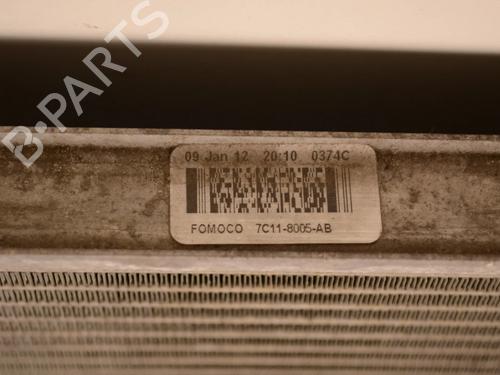 B-PARTS
09 Jan 12 20:10 0374C
FOMOCO 7C11-8005-AB